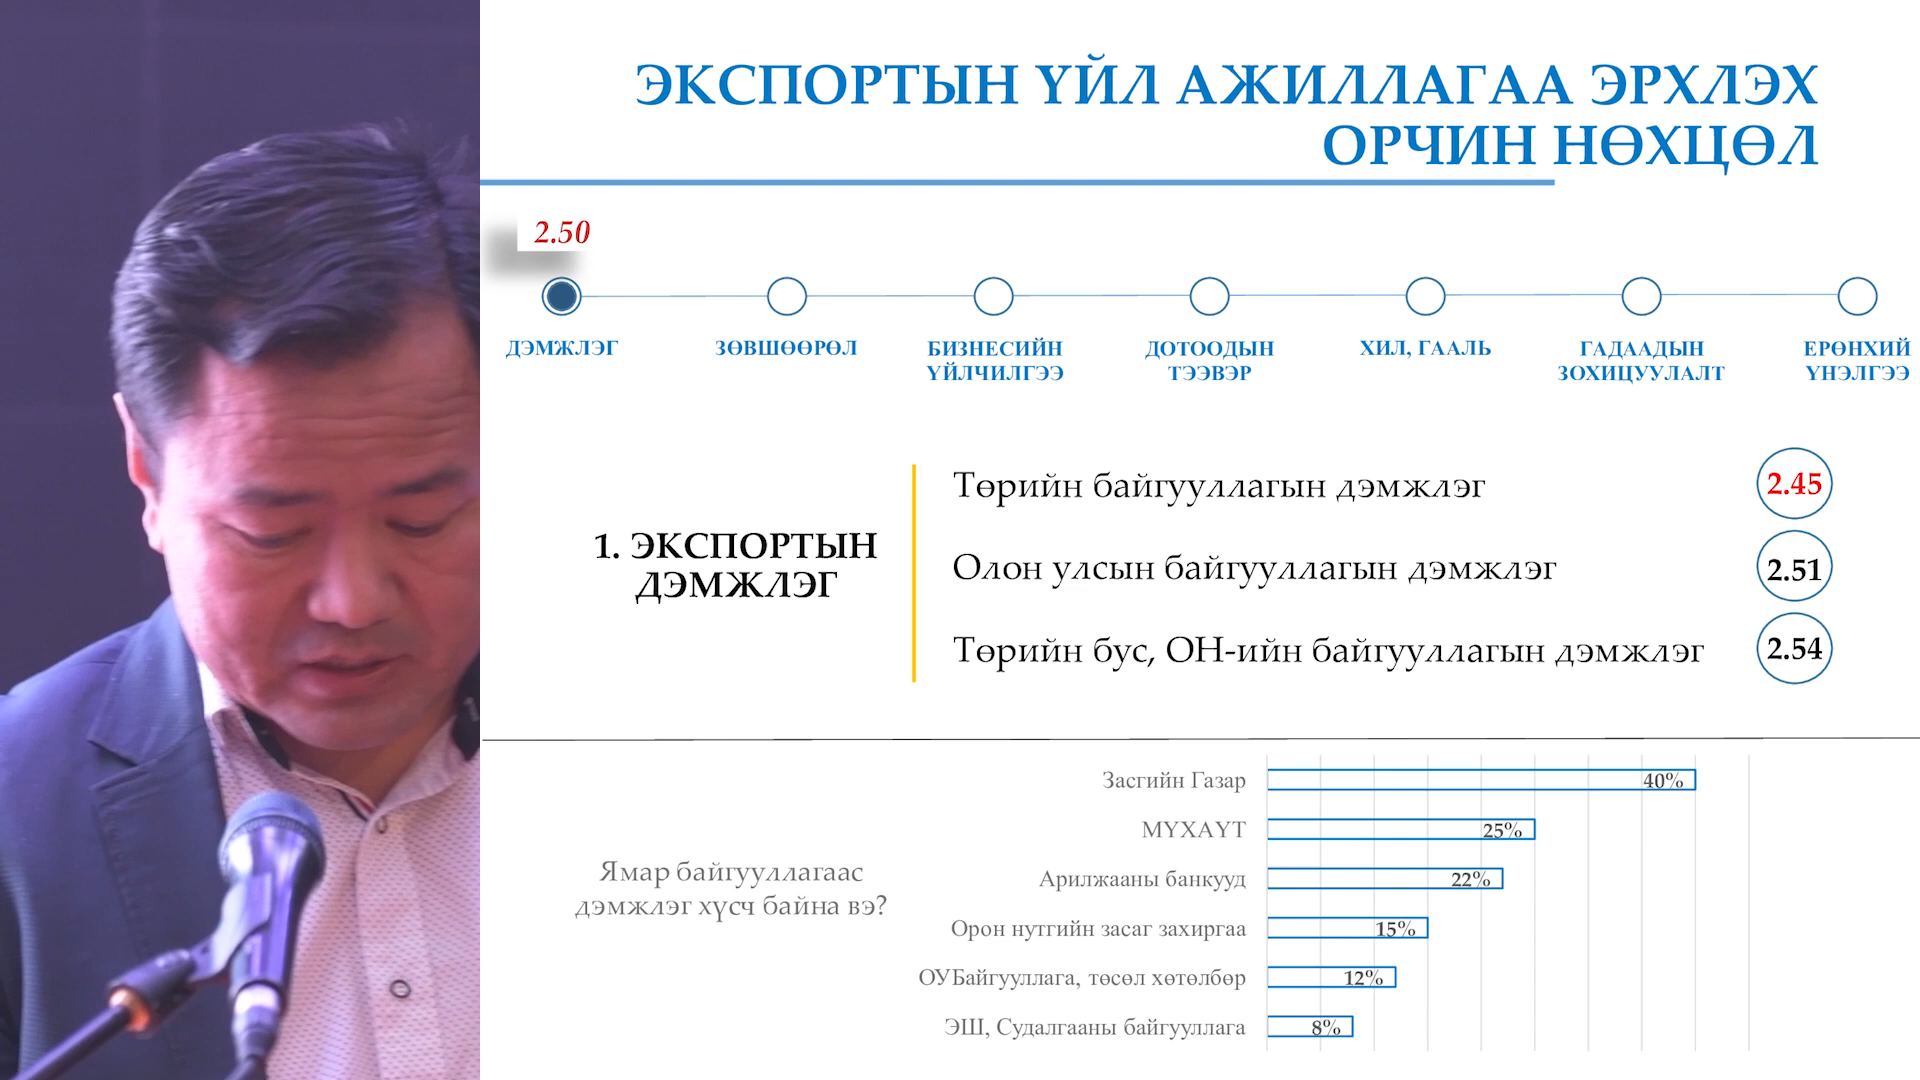 ЭКСПОРТЫН ҮЙЛ АЖИЛЛАГАА ЭРХЛЭХ
ОРЧИН НӨХЦӨЛ
2.50
ДЭМЖЛЭГ
ЗӨВШӨӨРӨЛ
БИЗНЕСИЙН
ҮЙЛЧИЛГЭЭ
ДОТООДЫН
ТЭЭВЭР
ХИЛ, ГААЛЬ
ГАДААДЫН
ЗОХИЦУУЛАЛТ
ЕРӨНХИЙ
ҮНЭЛГЭЭ
1. ЭКСПОРТЫН
ДЭМЖЛЭГ
Төрийн байгууллагын дэмжлэг 2.45
Олон улсын байгууллагын дэмжлэг 2.51
Төрийн бус, ОН-ийн байгууллагын дэмжлэг 2.54
Ямар байгууллагаас
дэмжлэг хүсч байна вэ?
Засгийн Газар 40%
МҮХАҮТ 25%
Арилжааны банкууд 22%
Орон нутгийн засаг захиргаа 15%
ОУБайгууллага, төсөл хөтөлбөр 12%
ЭШ, Судалгааны байгууллага 8%